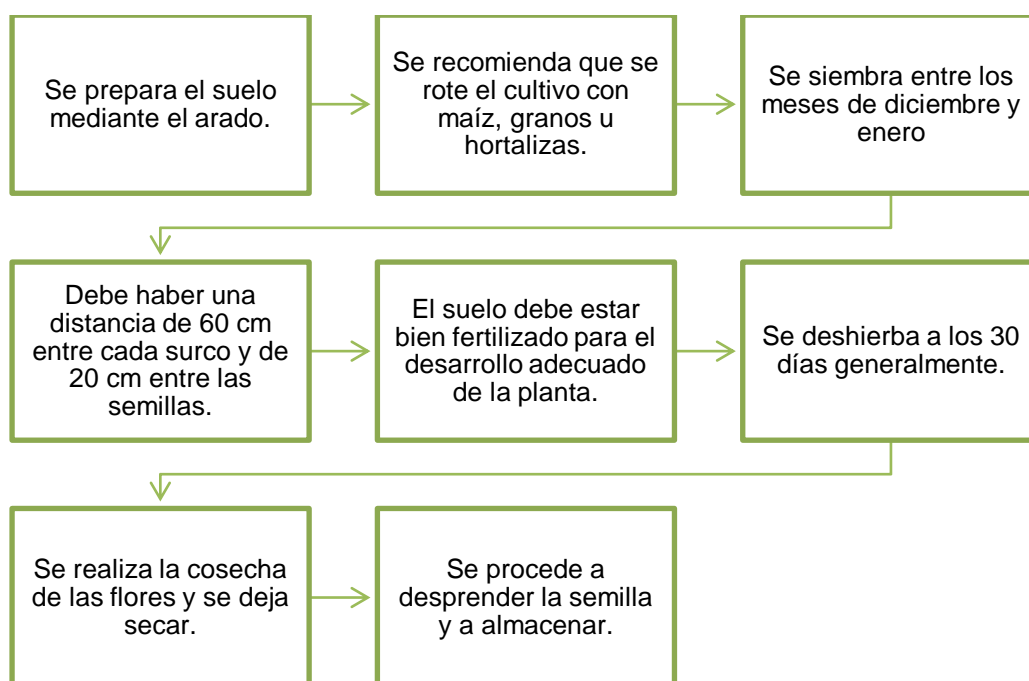 Se prepara el suelo
mediante el arado.
Se recomienda que se
rote el cultivo con
maíz, granos u
hortalizas.
Se siembra entre los
meses de diciembre y
enero
Debe haber una
distancia de 60 cm
entre cada surco y de
20 cm entre las
semillas.
El suelo debe estar
bien fertilizado para el
desarrollo adecuado
de la planta.
Se deshierba a los 30
días generalmente.
Se realiza la cosecha
de las flores y se deja
secar.
Se procede a
desprender la semilla
y a almacenar.